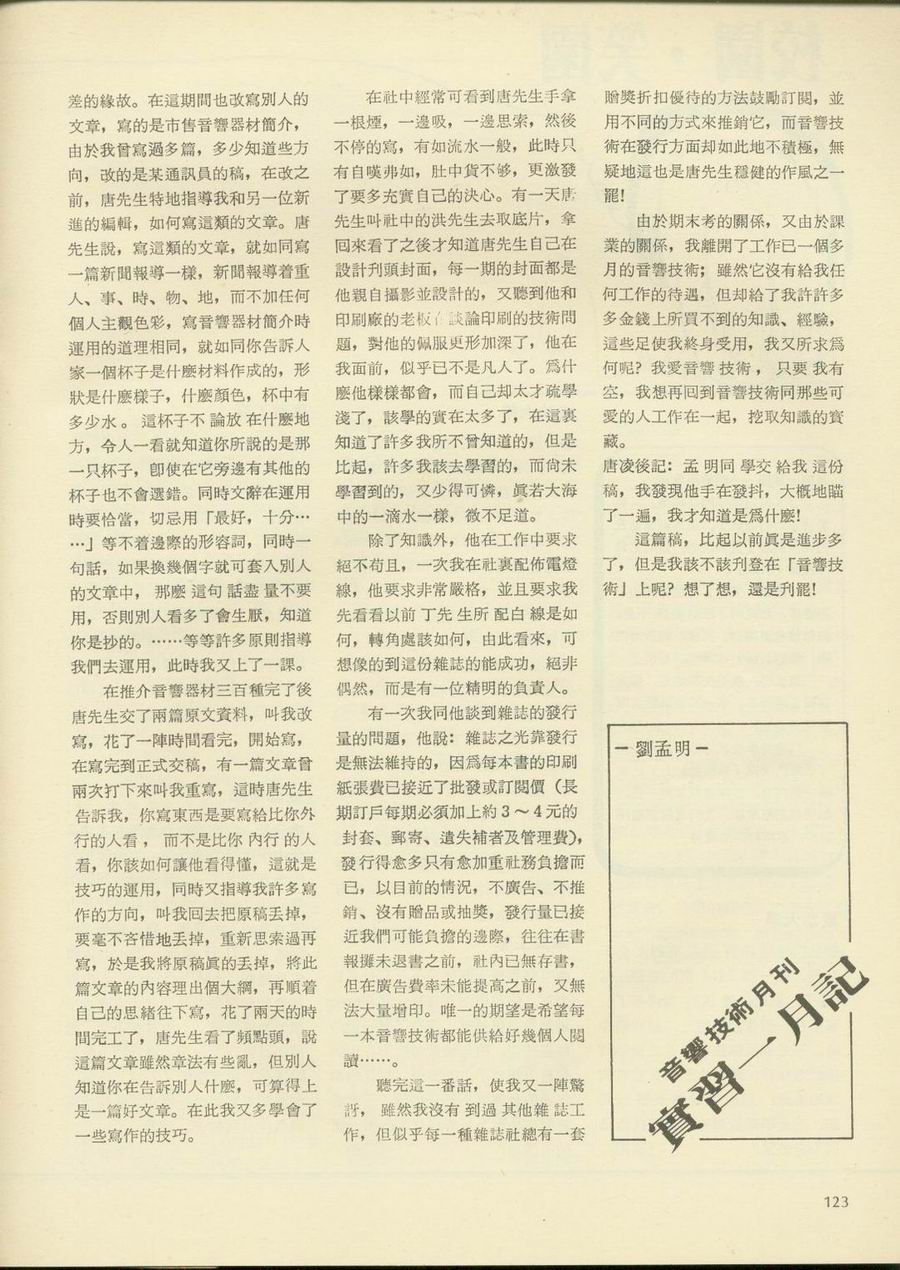 差的緣故。在這期間也改寫別人的
文章，寫的是市售音響器材簡介，
由於我曾寫過多篇，多少知道些方
向，改的是某通訊員的稿，在改之
前，唐先生特地指導我和另一位新
進的編輯，如何寫這類的文章。唐
先生說，寫這類的文章，就如同寫
一篇新聞報導一樣，新聞報導着重
人、事、時、物、地，而不加任何
個人主觀色彩，寫音響器材簡介時
運用的道理相同，就如同你告訴人
家一個杯子是什麼材料作成的，形
狀是什麼樣子，什麼顏色，杯中有
多少水。這杯子不論放在什麼地
方，令人一看就知道你所說的是那
一只杯子，卽使在它旁邊有其他的
杯子也不會選錯。同時文辭在運用
時要恰當，切忌用「最好，十分…
…」等不着邊際的形容詞，同時一
句話，如果換幾個字就可套入別人
的文章中，那麼這句話盡量不要
用，否則別人看多了會生厭，知道
你是抄的。……等等許多原則指導
我們去運用，此時我又上了一課。
在推介音響器材三百種完了後
唐先生交了兩篇原文資料，叫我改
寫，花了一陣時間看完，開始寫，
在寫完到正式交稿，有一篇文章曾
兩次打下來叫我重寫，這時唐先生
告訴我，你寫東西是要寫給比你外
行的人看，而不是比你內行的人
看，你該如何讓他看得懂，這就是
技巧的運用，同時又指導我許多寫
作的方向，叫我回去把原稿丟掉，
要毫不吝惜地丟掉，重新思索過再
寫，於是我將原稿眞的丟掉，將此
篇文章的內容理出個大綱，再順着
自己的思緒往下寫，花了兩天的時
間完工了，唐先生看了頻點頭，說
這篇文章雖然章法有些亂，但別人
知道你在告訴別人什麼，可算得上
是一篇好文章。在此我又多學會了
一些寫作的技巧。
在社中經常可看到唐先生手拿
一根煙，一邊吸，一邊思索，然後
不停的寫，有如流水一般，此時只
有自嘆弗如，肚中貨不够，更激發
了要多充實自己的決心。有一天唐
先生叫社中的洪先生去取底片，拿
回來看了之後才知道唐先生自己在
設計刋頭封面，每一期的封面都是
他親自攝影並設計的，又聽到他和
印刷廠的老板在談論印刷的技術問
題，對他的佩服更形加深了，他在
我面前，似乎已不是凡人了。爲什
麼他樣樣都會，而自己却太才疏學
淺了，該學的實在太多了，在這裏
知道了許多我所不曾知道的，但是
比起，許多我該去學習的，而尙未
學習到的，又少得可憐，眞若大海
中的一滴水一樣，微不足道。
除了知識外，他在工作中要求
絕不苟且，一次我在社裏配佈電燈
線，他要求非常嚴格，並且要求我
先看看以前丁先生所配白線是如
何，轉角處該如何，由此看來，可
想像的到這份雜誌的能成功，絕非
偶然，而是有一位精明的負責人。
有一次我同他談到雜誌的發行
量的問題，他說：雜誌之光靠發行
是無法維持的，因爲每本書的印刷
紙張費已接近了批發或訂閱價（長
期訂戶每期必須加上約3～4元的
封套、郵寄、遺失補者及管理費），
發行得愈多只有愈加重社務負擔而
已，以目前的情況，不廣告、不推
銷、沒有贈品或抽獎，發行量已接
近我們可能負擔的邊際，往往在書
報攤未退書之前，社內已無存書，
但在廣告費率未能提高之前，又無
法大量增印。唯一的期望是希望每
一本音響技術都能供給好幾個人閱
讀……。
聽完這一番話，使我又一陣驚
訝，雖然我沒有到過其他雜誌工
作，但似乎每一種雜誌社總有一套
贈獎折扣優待的方法鼓勵訂閱，並
用不同的方式來推銷它，而音響技
術在發行方面却如此地不積極，無
疑地這也是唐先生穩健的作風之一
罷！
由於期末考的關係，又由於課
業的關係，我離開了工作已一個多
月的音響技術；雖然它沒有給我任
何工作的待遇，但却給了我許許多
多金錢上所買不到的知識、經驗，
這些足使我終身受用，我又所求爲
何呢？我愛音響技術，只要我有
空，我想再回到音響技術同那些可
愛的人工作在一起，挖取知識的寶
藏。
唐凌後記：孟明同學交給我這份
稿，我發現他手在發抖，大概地瞄
了一遍，我才知道是爲什麼！
這篇稿，比起以前眞是進步多
了，但是我該不該刋登在「音響技
術」上呢？想了想，還是刋罷！
－劉孟明－
音響技術月刊
實習一月記
123